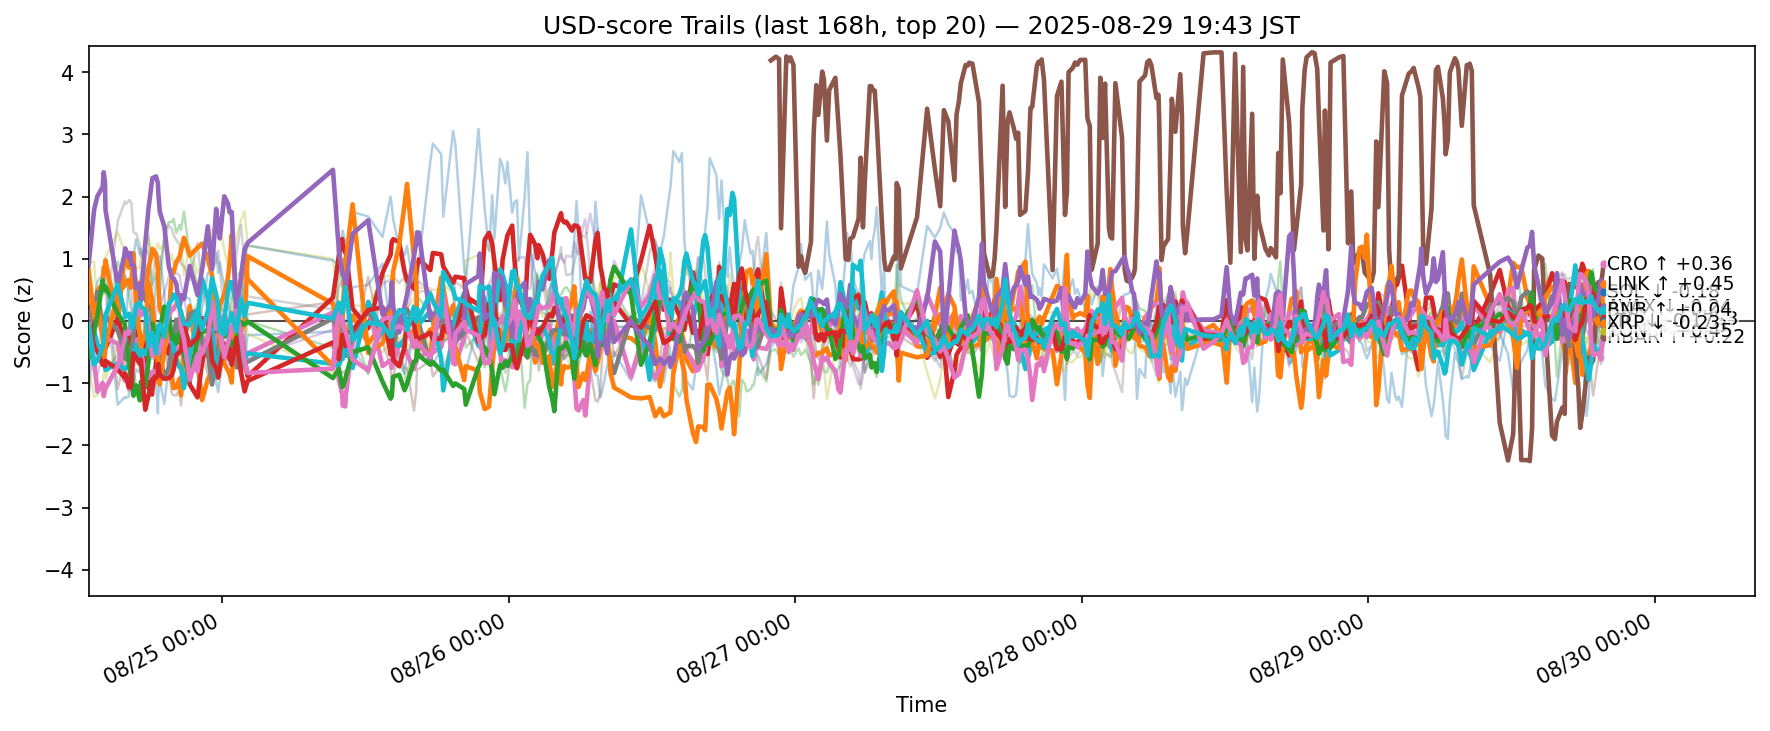 USD-score Trails (last 168h, top 20) — 2025-08-29 19:43 JST
Score (z)
4
3
2
1
0
−1
−2
−3
−4
CRO ↑ +0.36
LINK ↑ +0.45
SOL ↓ -0.18
BNB ↑ +0.04
XRP ↓ -0.23
08/25 00:00
08/26 00:00
08/27 00:00
08/28 00:00
08/29 00:00
08/30 00:00
Time